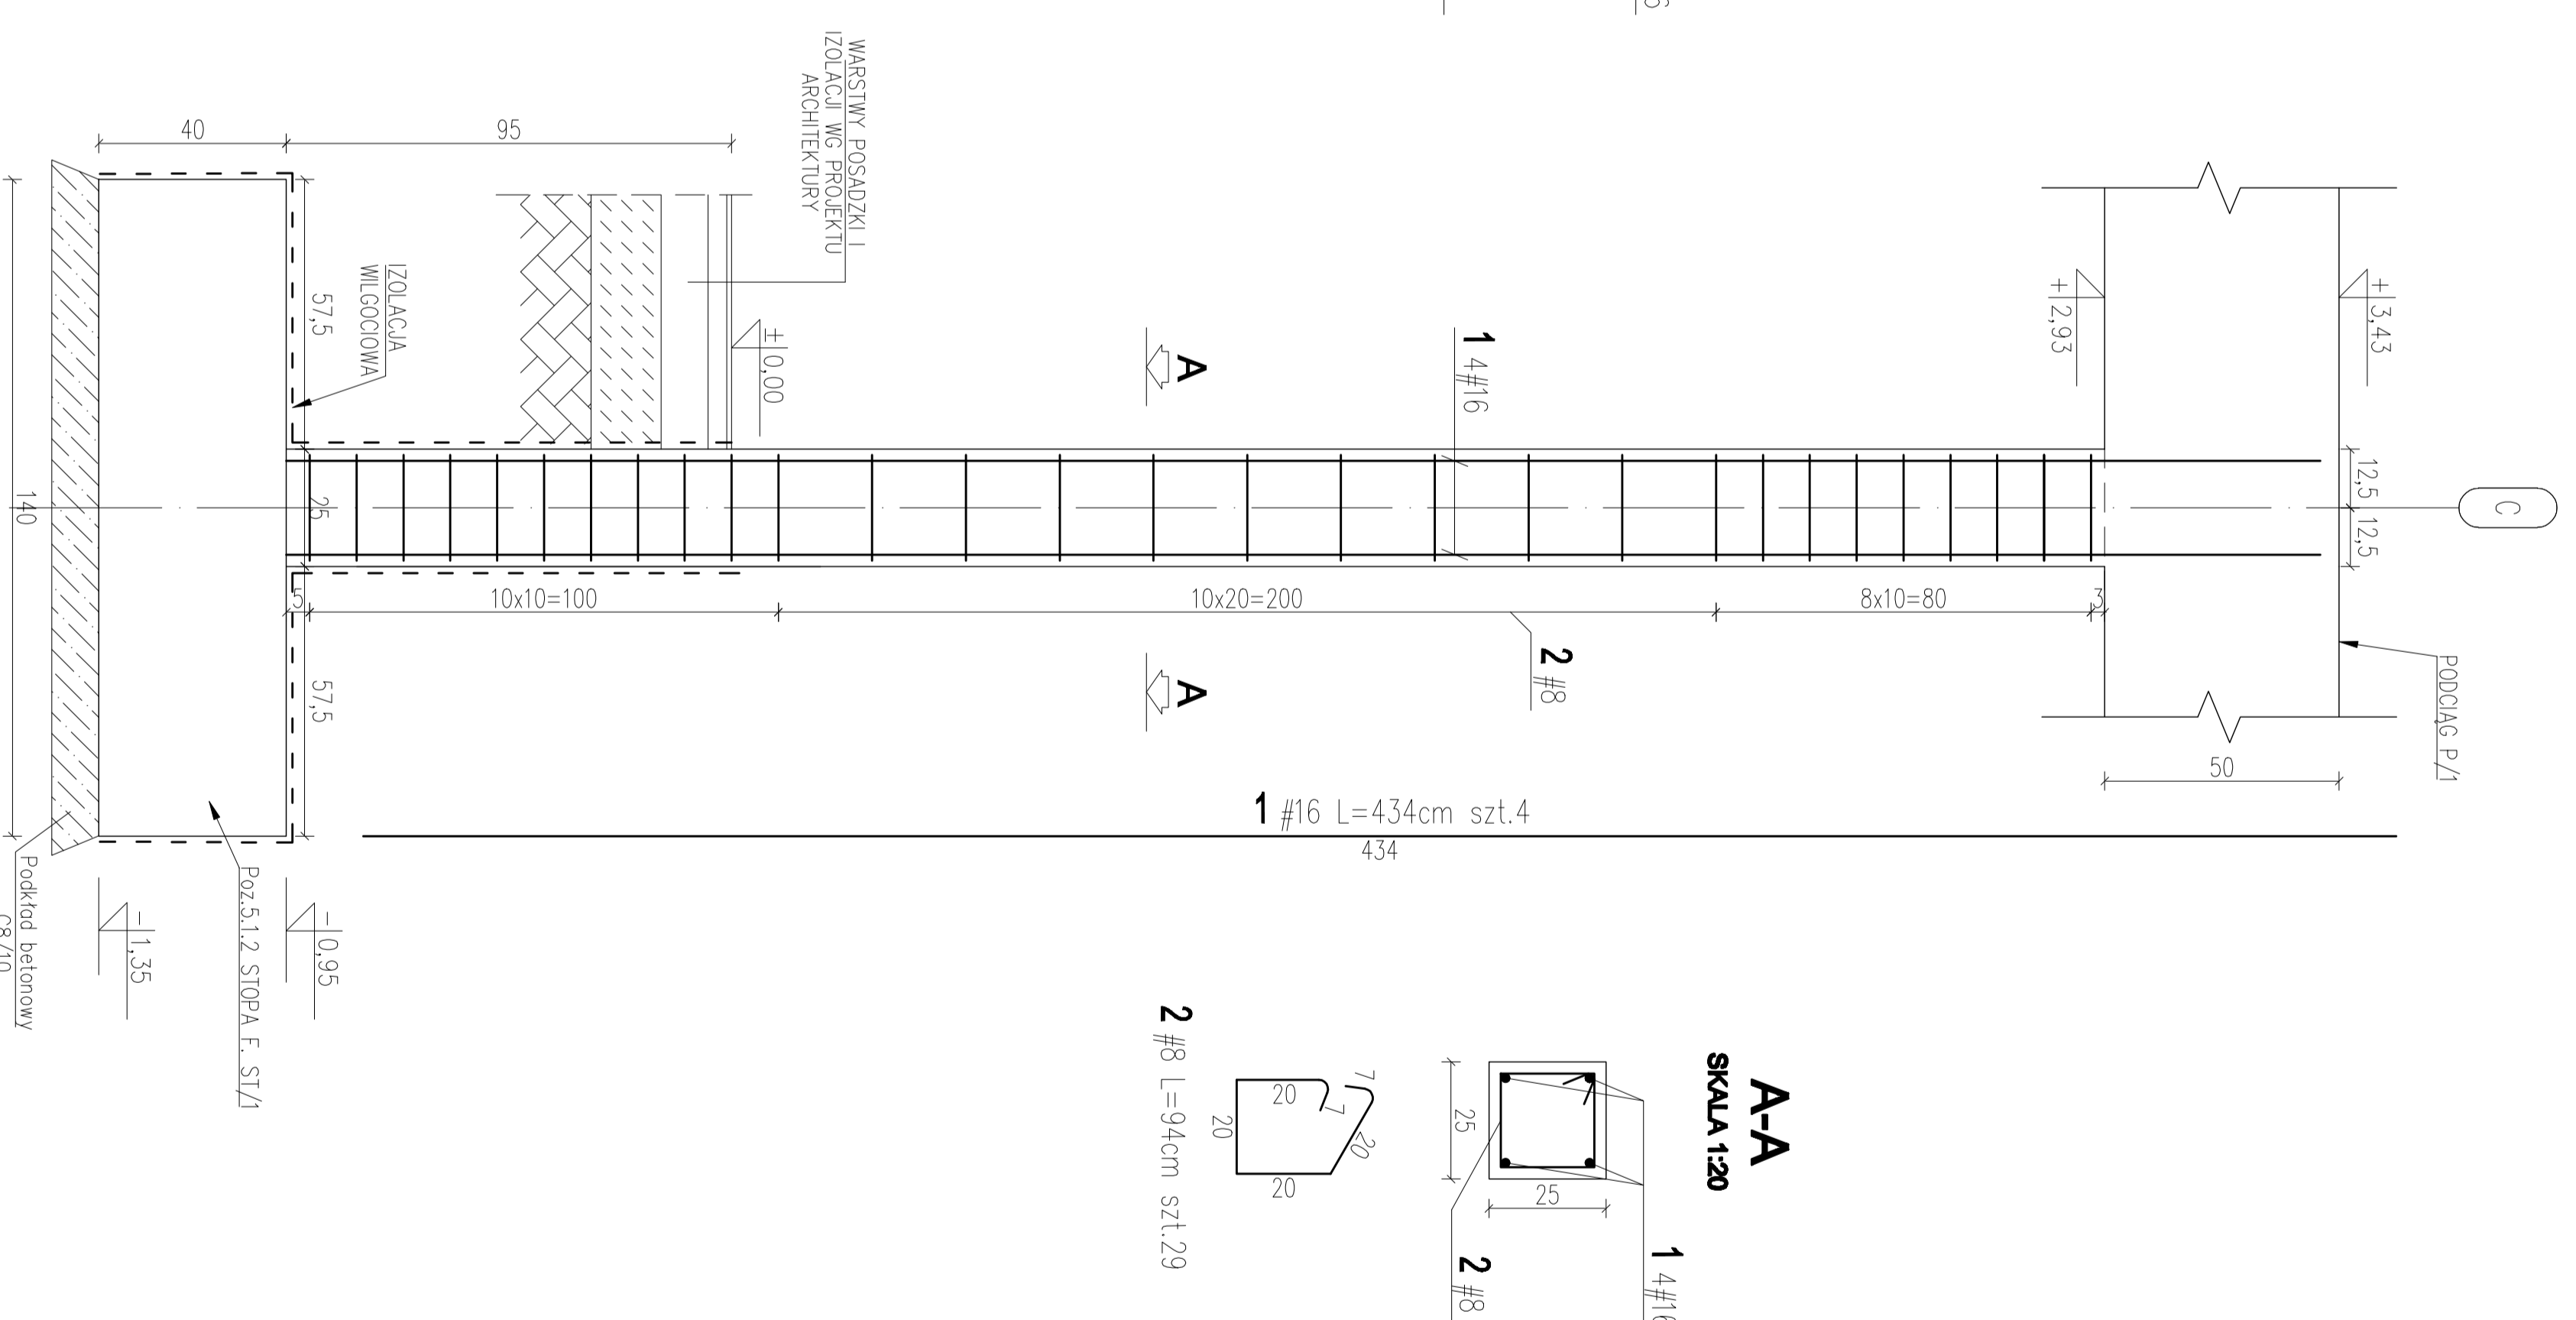 C
12,5
12,5
+3,43
+2,93
PODCIĄG P/1
50
3
8x10=80
10x20=200
10x10=100
5
2 #8
1 4#16
A
A
±0,00
WARSTWY POSADZKI I
IZOLACJI WG PROJEKTU
ARCHITEKTURY
IZOLACJA
WILGOCIOWA
40
95
57,5
25
57,5
140
1 #16 L=434cm szt.4
434
-0,95
-1,35
Poz.5.1.2 STOPA F. ST/1
Podkład betonowy
C8/10
A-A
SKALA 1:20
1 4#16
25
25
2 #8
7
7
20
20
20
20
2 #8 L=94cm szt.29